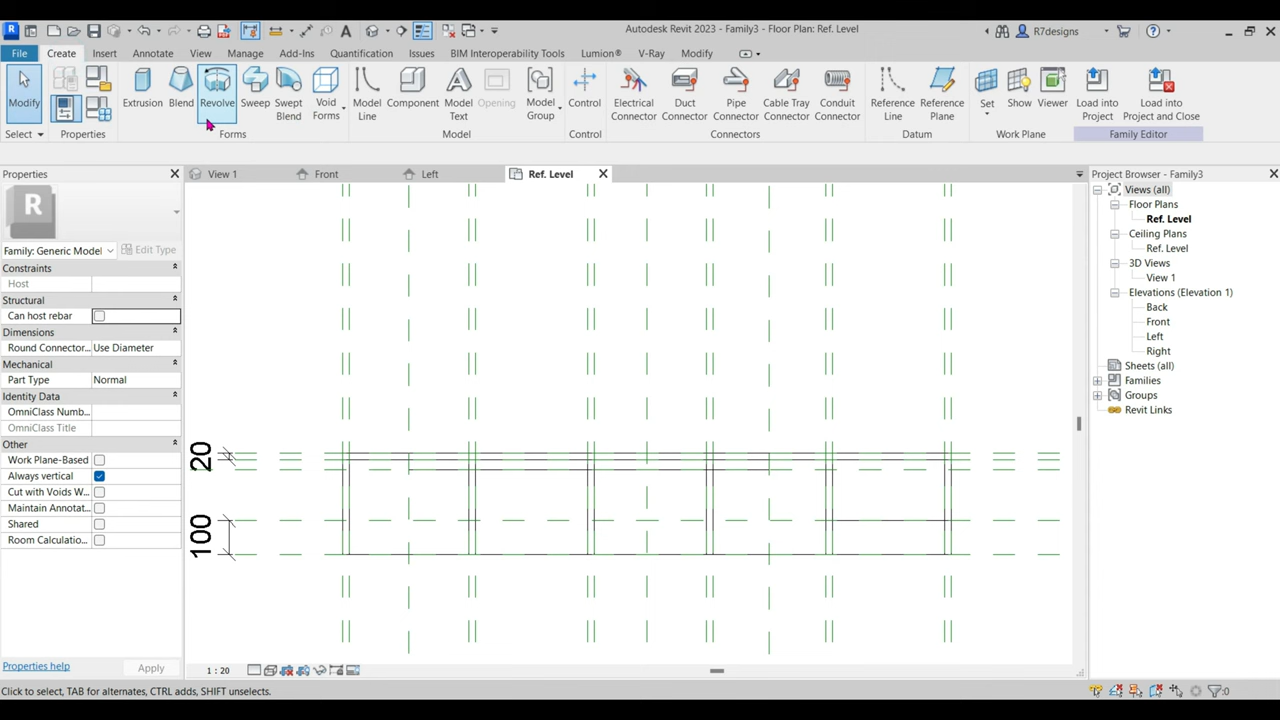 Autodesk Revit 2023 - Family3 - Floor Plan: Ref. Level
R7designs
File Create Insert Annotate View Manage Add-Ins Quantification Issues BIM Interoperability Tools Lumion® V-Ray Modify
Modify Extrusion Blend Revolve Sweep Swept Blend Void Forms Model Line Component Model Text Opening Model Group Control Electrical Connector Duct Connector Pipe Connector Cable Tray Connector Conduit Connector Reference Line Reference Plane Set Show Viewer Load into Project Load into Project and Close
Select Properties Forms Model Control Connectors Datum Work Plane Family Editor
Properties
View 1 Front Left Ref. Level
Project Browser - Family3
R
Family: Generic Model Edit Type
Constraints
Host
Structural
Can host rebar
Dimensions
Round Connector... Use Diameter
Mechanical
Part Type Normal
Identity Data
OmniClass Numb...
OmniClass Title
Other
Work Plane-Based
Always vertical
Cut with Voids W...
Maintain Annotat...
Shared
Room Calculatio...
Properties help Apply
20
100
Views (all)
Floor Plans
Ref. Level
Ceiling Plans
Ref. Level
3D Views
View 1
Elevations (Elevation 1)
Back
Front
Left
Right
Sheets (all)
Families
Groups
Revit Links
1 : 20
Click to select, TAB for alternates, CTRL adds, SHIFT unselects.
:0